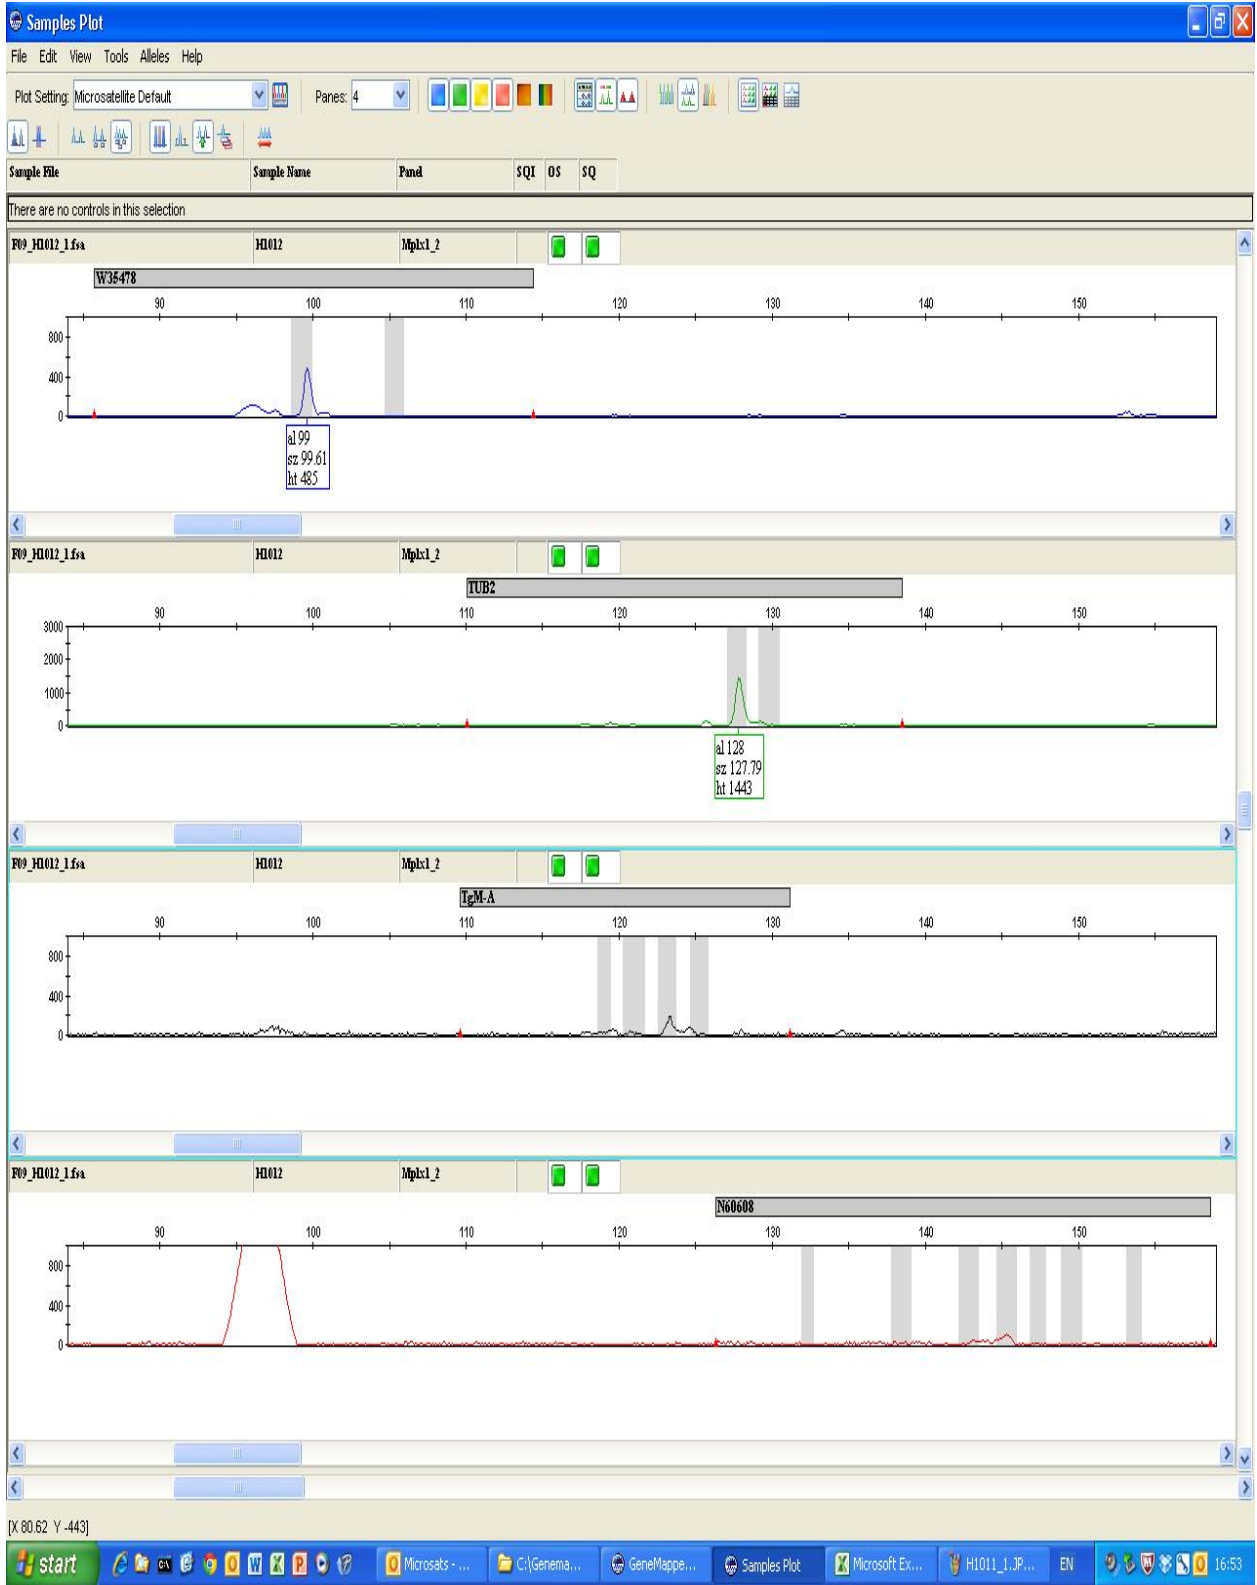 Samples Plot
File Edit View Tools Alleles Help
Plot Setting: Microsatellite Default Panes: 4
Sample File Sample Name Panel SQI OS SQ
There are no controls in this selection
F09_H1012_1.fsa H1012 Mplx1_2
W35478
90 100 110 120 130 140 150
800
400
0
al 99
sz 99.61
ht 485
F09_H1012_1.fsa H1012 Mplx1_2
TUB2
90 100 110 120 130 140 150
3000
2000
1000
0
al 128
sz 127.79
ht 1443
F09_H1012_1.fsa H1012 Mplx1_2
TgM-A
90 100 110 120 130 140 150
800
400
0
F09_H1012_1.fsa H1012 Mplx1_2
N60608
90 100 110 120 130 140 150
800
400
0
[X 80.62 Y -443]
start Microsats - ... C:\Genema... GeneMappe... Samples Plot Microsoft Ex... H1011_1.JP... EN 16:53